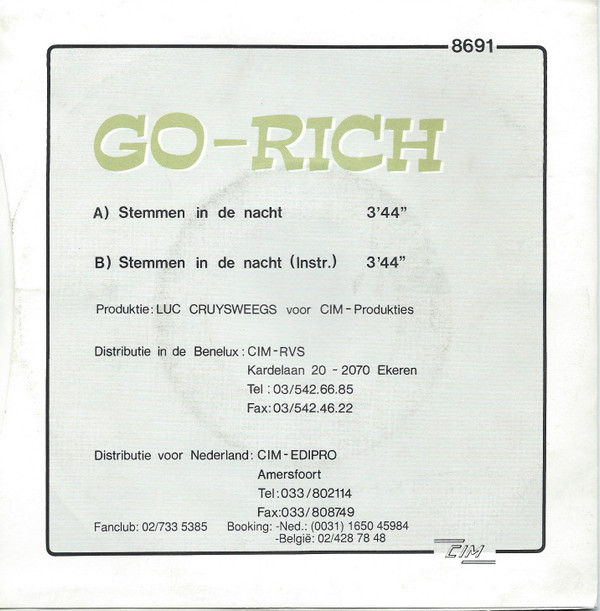 8691
GO-RICH
A) Stemmen in de nacht 3'44"
B) Stemmen in de nacht (Instr.) 3'44"
Produktie: LUC CRUYSWEEGS voor CIM-Produkties
Distributie in de Benelux: CIM-RVS
Kardelaan 20 - 2070 Ekeren
Tel: 03/542.66.85
Fax: 03/542.46.22
Distributie voor Nederland: CIM-EDIPRO
Amersfoort
Tel: 033/802114
Fax: 033/808749
Fanclub: 02/733 5385 Booking: -Ned.: (0031) 1650 45984
-België: 02/428 78 48
CIM